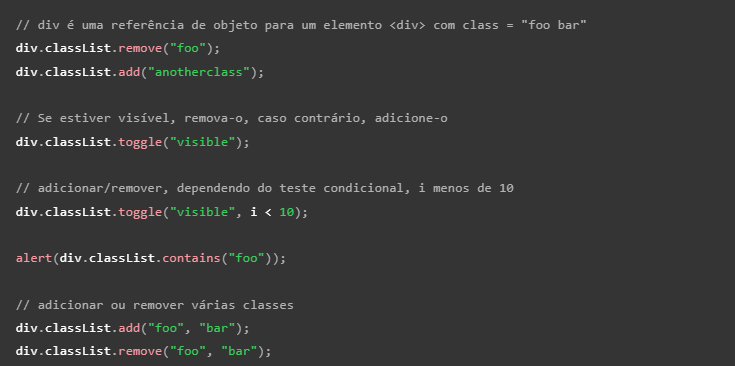 // div é uma referência de objeto para um elemento <div> com class = "foo bar"
div.classList.remove("foo");
div.classList.add("anotherclass");
// Se estiver visível, remova-o, caso contrário, adicione-o
div.classList.toggle("visible");
// adicionar/remover, dependendo do teste condicional, i menos de 10
div.classList.toggle("visible", i < 10);
alert(div.classList.contains("foo"));
// adicionar ou remover várias classes
div.classList.add("foo", "bar");
div.classList.remove("foo", "bar");